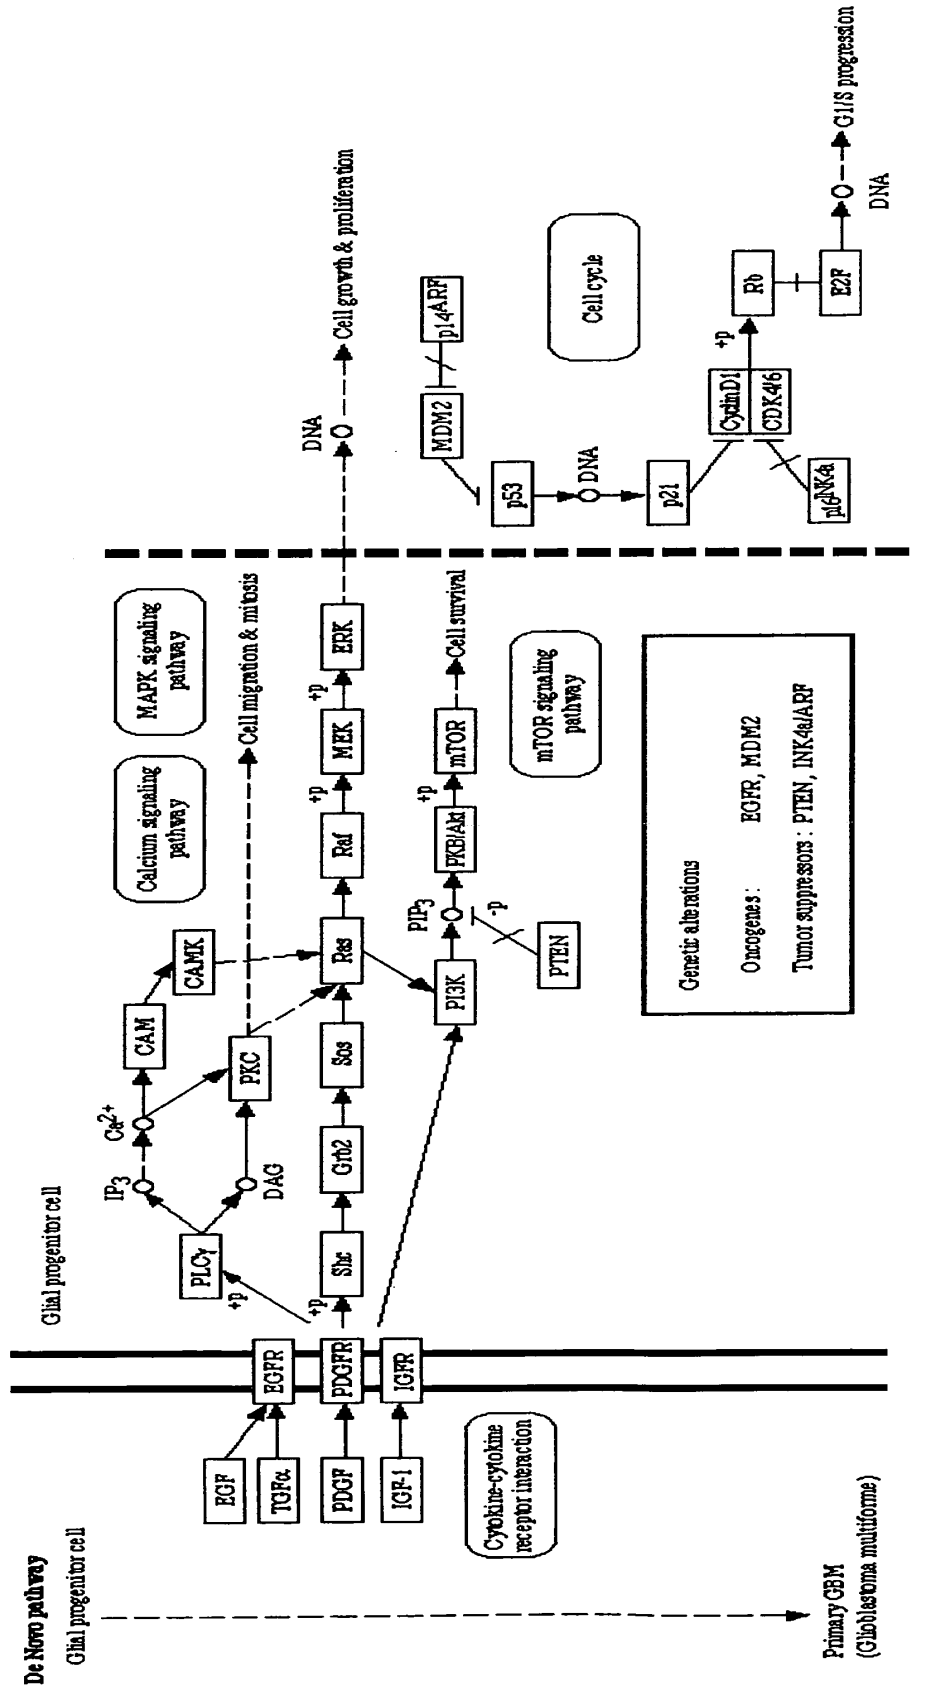 De Novo pathway
Glial progenitor cell
Primary GBM
(Glioblastoma multiforme)
Glial progenitor cell
EGF
TGFα
PDGF
IGF-1
Cytokine-cytokine
receptor interaction
EGFR
PDGFR
IGFR
+p
PLCγ
IP3
DAG
Ca2+
CAM
CAMK
PKC
Cell migration & mitosis
Calcium signaling
pathway
MAPK signaling
pathway
+p
Shc
Grb2
Sos
Ras
Raf
+p
MEK
+p
ERK
DNA
Cell growth & proliferation
PI3K
PIP3
-p
PTEN
PKB/Akt
+p
mTOR
Cell survival
mTOR signaling
pathway
p14ARF
MDM2
p53
DNA
p21
Cell cycle
CyclinD1
CDK4/6
p16INK4a
+p
Rb
E2F
DNA
G1/S progression
Genetic alterations
Oncogenes : EGFR, MDM2
Tumor suppressors : PTEN, INK4a/ARF